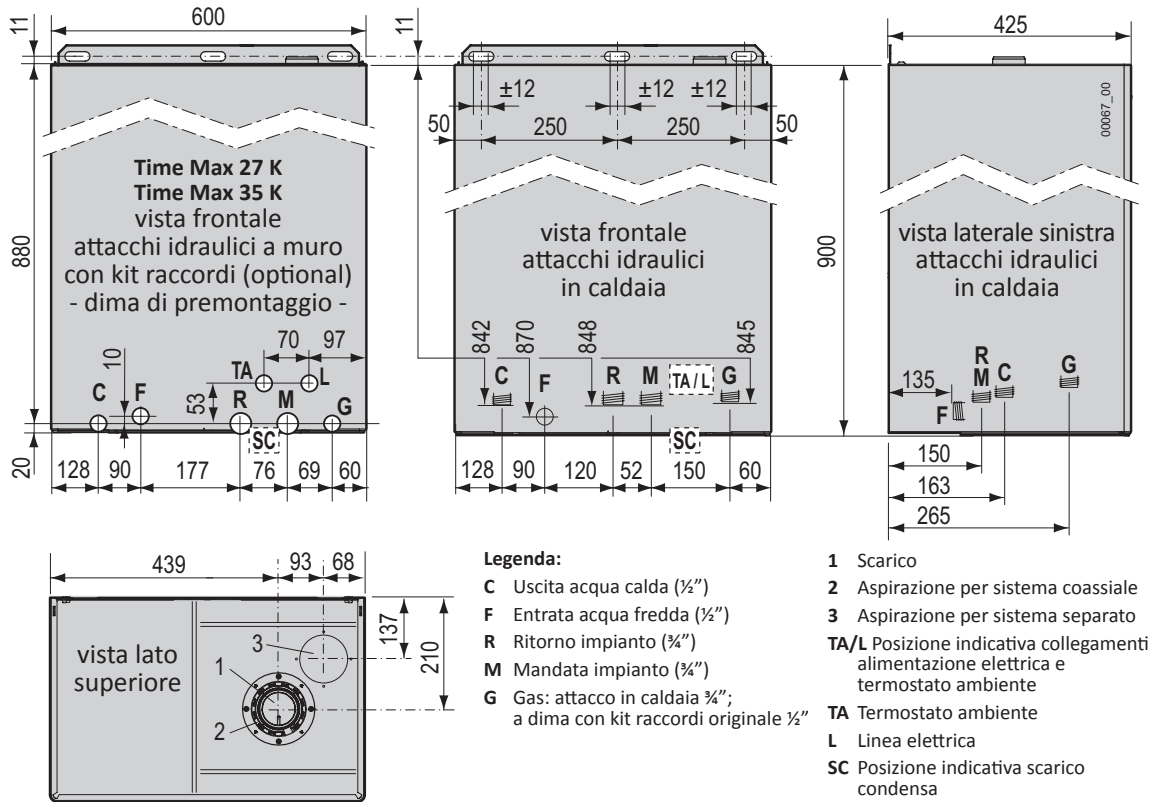 600
11
Time Max 27 K
Time Max 35 K
vista frontale
attacchi idraulici a muro
con kit raccordi (optional)
- dima di premontaggio -
880
70
97
10
TA
L
C
F
53
R
M
G
SC
20
128
90
177
76
69
60
11
±12
±12
±12
50
250
250
50
vista frontale
attacchi idraulici
in caldaia
842
870
848
845
C
F
R
M
TA / L
G
SC
128
90
120
52
150
60
900
425
00067_00
vista laterale sinistra
attacchi idraulici
in caldaia
R
M
C
G
135
F
150
163
265
439
93
68
137
210
vista lato
superiore
3
1
2
Legenda:
C Uscita acqua calda (½”)
F Entrata acqua fredda (½”)
R Ritorno impianto (¾”)
M Mandata impianto (¾”)
G Gas: attacco in caldaia ¾”;
a dima con kit raccordi originale ½”
1 Scarico
2 Aspirazione per sistema coassiale
3 Aspirazione per sistema separato
TA/L Posizione indicativa collegamenti
alimentazione elettrica e
termostato ambiente
TA Termostato ambiente
L Linea elettrica
SC Posizione indicativa scarico
condensa